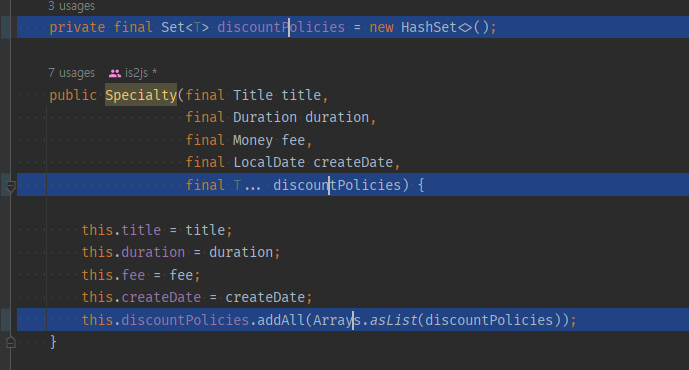 3 usages
private final Set<T> discountPolicies = new HashSet<>();
7 usages is2js *
public Specialty(final Title title,
final Duration duration,
final Money fee,
final LocalDate createDate,
final T... discountPolicies) {
this.title = title;
this.duration = duration;
this.fee = fee;
this.createDate = createDate;
this.discountPolicies.addAll(Arrays.asList(discountPolicies));
}